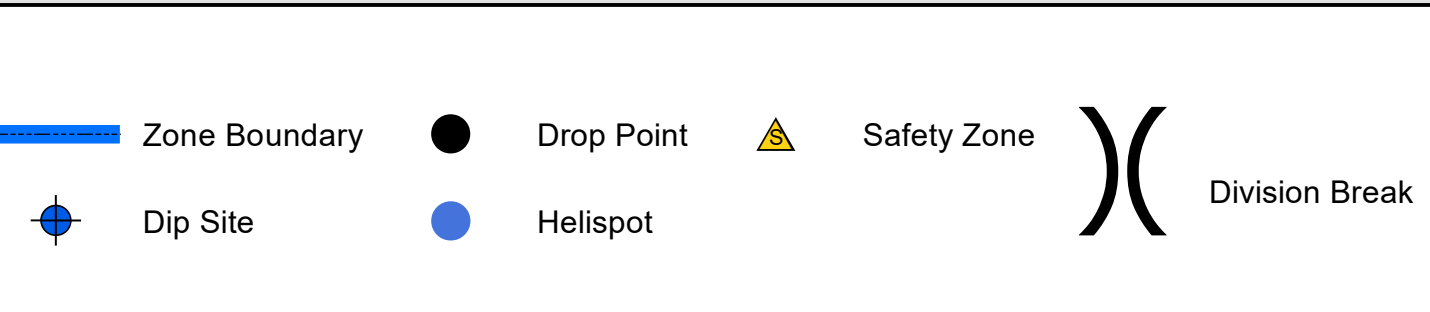 Zone Boundary
Drop Point
S
Safety Zone
Division Break
Dip Site
Helispot